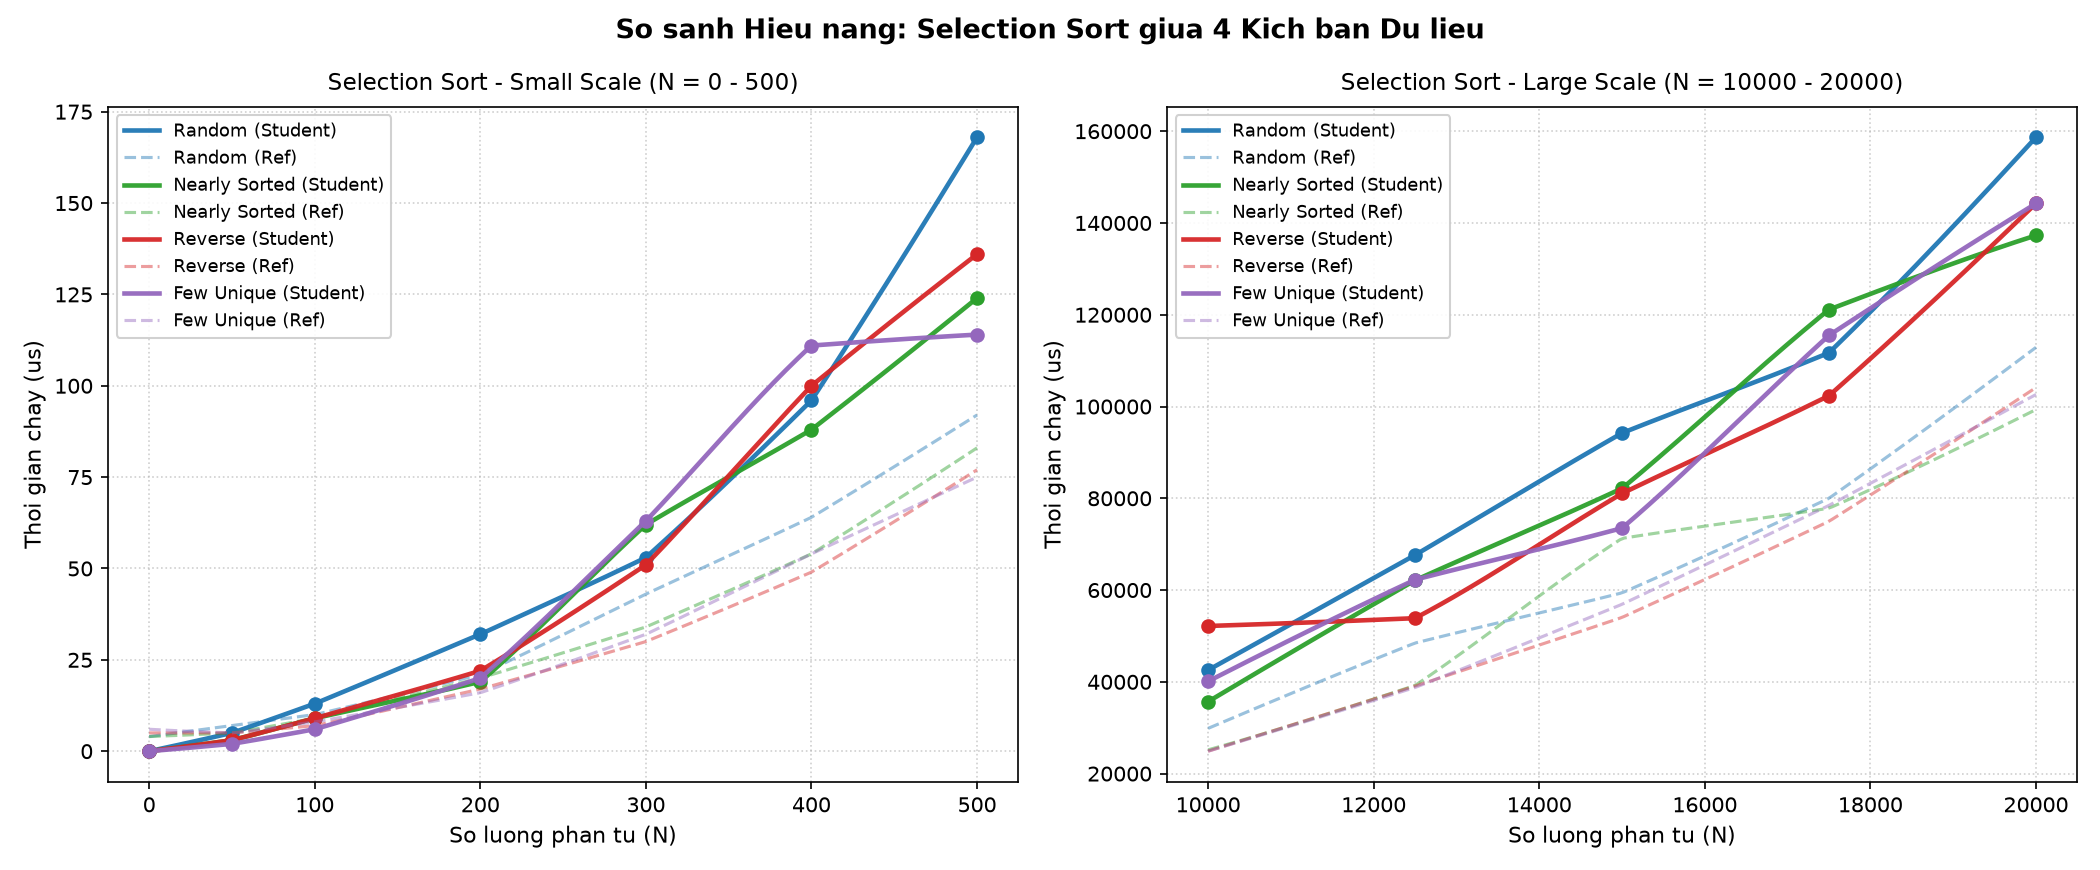 So sanh Hieu nang: Selection Sort giua 4 Kich ban Du lieu
Selection Sort - Small Scale (N = 0 - 500)
175
150
125
100
75
50
25
0
Thoi gian chay (us)
Random (Student)
Random (Ref)
Nearly Sorted (Student)
Nearly Sorted (Ref)
Reverse (Student)
Reverse (Ref)
Few Unique (Student)
Few Unique (Ref)
0
100
200
300
400
500
So luong phan tu (N)
Selection Sort - Large Scale (N = 10000 - 20000)
160000
140000
120000
100000
80000
60000
40000
20000
Thoi gian chay (us)
Random (Student)
Random (Ref)
Nearly Sorted (Student)
Nearly Sorted (Ref)
Reverse (Student)
Reverse (Ref)
Few Unique (Student)
Few Unique (Ref)
10000
12000
14000
16000
18000
20000
So luong phan tu (N)